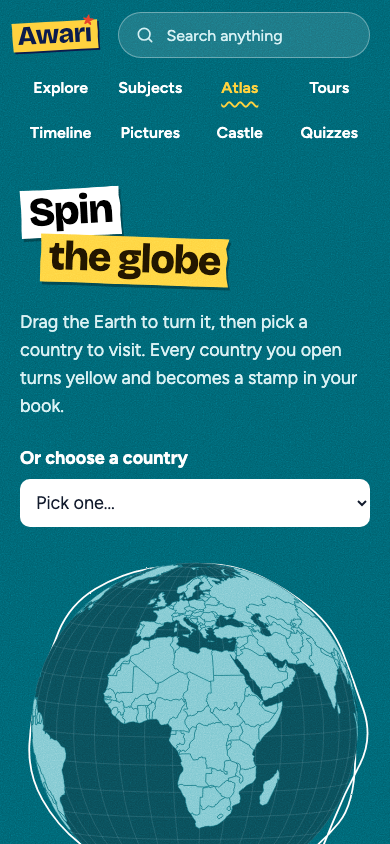 Awari
Search anything
Explore Subjects Atlas Tours
Timeline Pictures Castle Quizzes
Spin
the globe
Drag the Earth to turn it, then pick a
country to visit. Every country you open
turns yellow and becomes a stamp in your
book.
Or choose a country
Pick one...